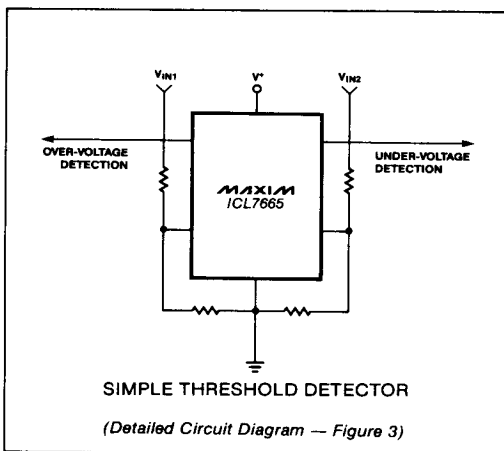 VIN1 V+ VIN2
OVER-VOLTAGE
DETECTION
UNDER-VOLTAGE
DETECTION
MAXIM
ICL7665
SIMPLE THRESHOLD DETECTOR
(Detailed Circuit Diagram — Figure 3)